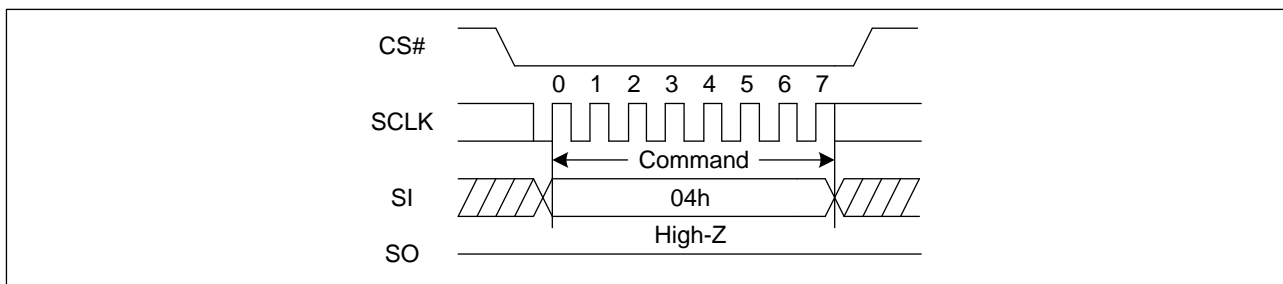 CS#
0 1 2 3 4 5 6 7
SCLK
Command
SI
04h
High-Z
SO